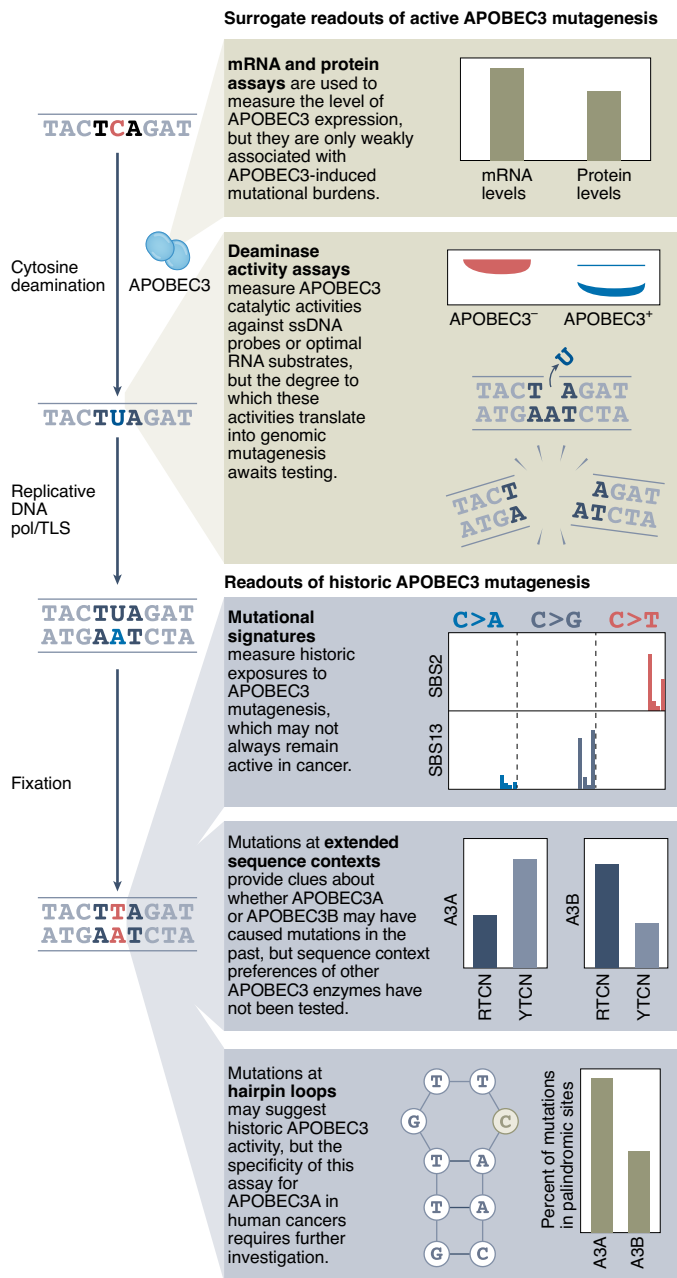 Surrogate readouts of active APOBEC3 mutagenesis
TACTCAGAT
Cytosine
deamination
APOBEC3
TACTUAGAT
Replicative
DNA
pol/TLS
TACTUAGAT
ATGAATCTA
Fixation
TACTTAGAT
ATGAATCTA
mRNA and protein
assays are used to
measure the level of
APOBEC3 expression,
but they are only weakly
associated with
APOBEC3-induced
mutational burdens.
mRNA
levels
Protein
levels
Deaminase
activity assays
measure APOBEC3
catalytic activities
against ssDNA
probes or optimal
RNA substrates,
but the degree to
which these
activities translate
into genomic
mutagenesis
awaits testing.
APOBEC3⁻
APOBEC3⁺
U
TACT AGAT
ATGAATCTA
TACT
ATGA
AGAT
ATCTA
Readouts of historic APOBEC3 mutagenesis
Mutational
signatures
measure historic
exposures to
APOBEC3
mutagenesis,
which may not
always remain
active in cancer.
C>A C>G C>T
SBS2
SBS13
Mutations at extended
sequence contexts
provide clues about
whether APOBEC3A
or APOBEC3B may have
caused mutations in the
past, but sequence context
preferences of other
APOBEC3 enzymes have
not been tested.
A3A
RTCN
YTCN
A3B
RTCN
YTCN
Mutations at
hairpin loops
may suggest
historic APOBEC3
activity, but the
specificity of this
assay for
APOBEC3A in
human cancers
requires further
investigation.
T T
G C
T A
T A
G C
Percent of mutations
in palindromic sites
A3A
A3B